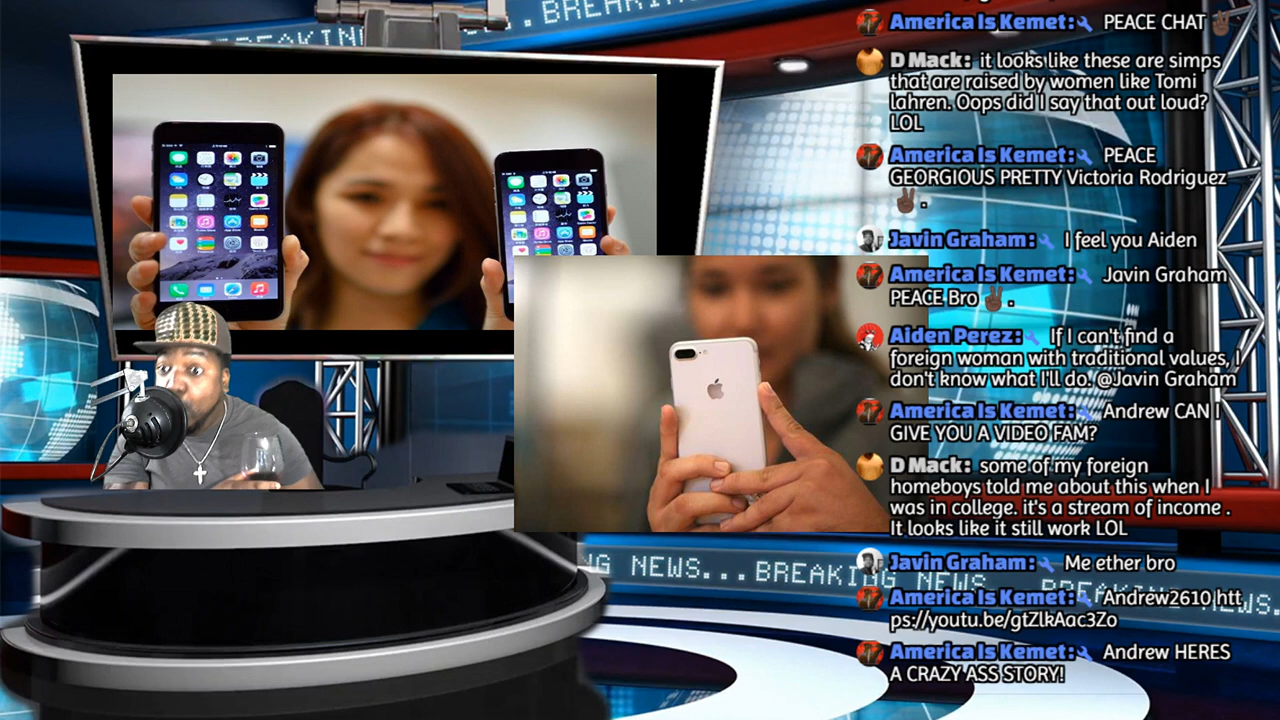 .BREAKING
BREAKING
America Is Kemet: PEACE CHAT
D Mack: it looks like these are simps
that are raised by women like Tomi
lahren. Oops did I say that out loud?
LOL
America Is Kemet: PEACE
GEORGIOUS PRETTY Victoria Rodriguez
.
Javin Graham: I feel you Aiden
America Is Kemet: Javin Graham
PEACE Bro .
Aiden Perez: If I can't find a
foreign woman with traditional values, I
don't know what I'll do. @Javin Graham
America Is Kemet: Andrew CAN I
GIVE YOU A VIDEO FAM?
D Mack: some of my foreign
homeboys told me about this when I
was in college. it's a stream of income .
It looks like it still work LOL
NG NEWS...BREAKING NEWS... BREAKING NEWS.
Javin Graham: Me ether bro
America Is Kemet: Andrew2610 htt
ps://youtu.be/gtZlkAac3Zo
America Is Kemet: Andrew HERES
A CRAZY ASS STORY!